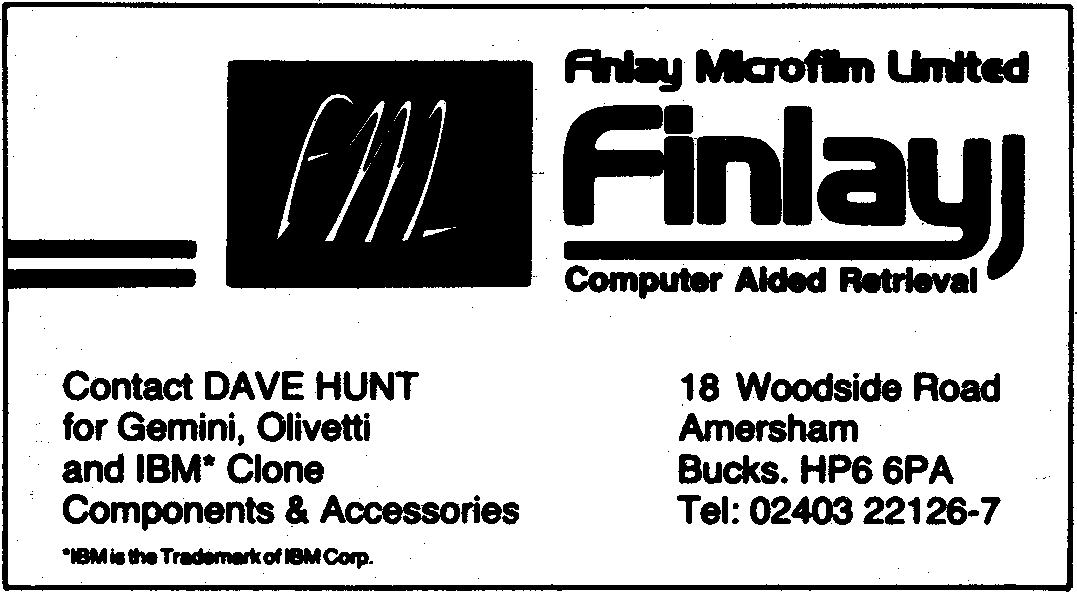 FML
Finlay Microfilm Limited
Finlay
Computer Aided Retrieval
Contact DAVE HUNT
for Gemini, Olivetti
and IBM* Clone
Components & Accessories
*IBM is the Trademark of IBM Corp.
18 Woodside Road
Amersham
Bucks. HP6 6PA
Tel: 02403 22126-7